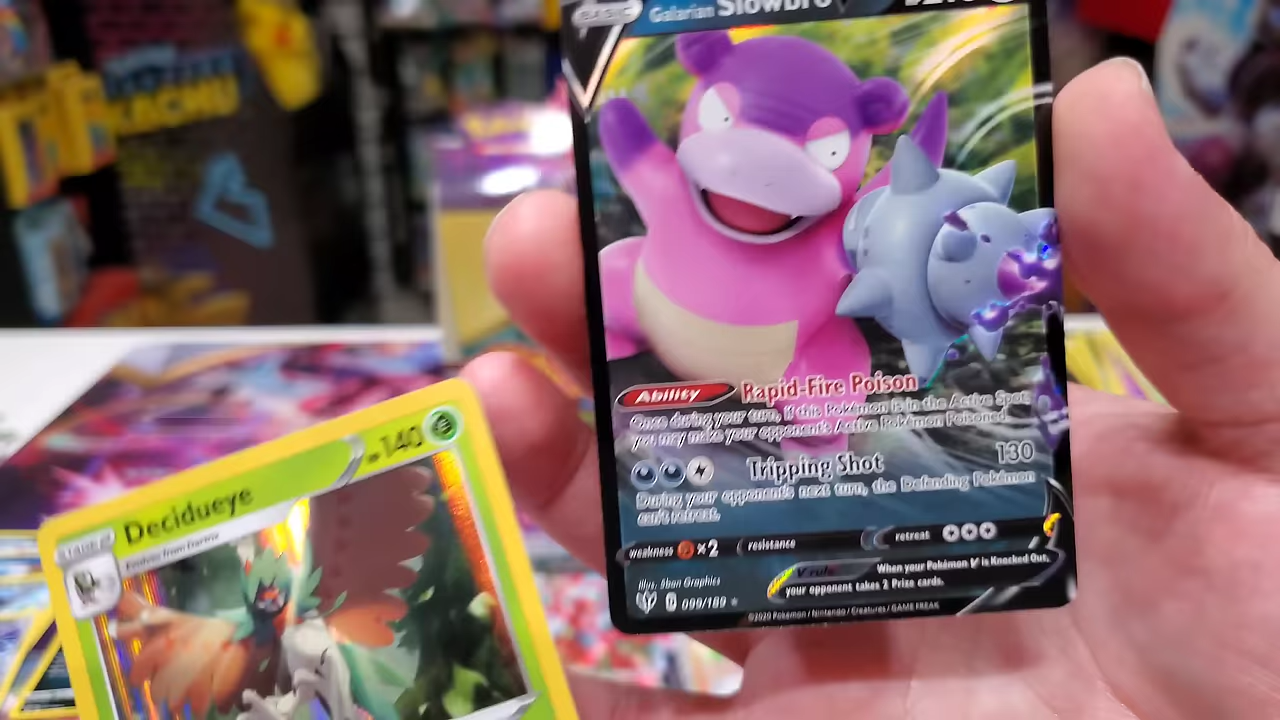 Galarian Slowbro
Ability Rapid-Fire Poison
Once during your turn, if this Pokémon is in the Active Spot,
you may make your opponent's Active Pokémon Poisoned.
Tripping Shot 130
During your opponent's next turn, the Defending Pokémon
can't retreat.
weakness ×2 resistance retreat
V rule When your Pokémon V is Knocked Out,
your opponent takes 2 Prize cards.
Illus. 5ban Graphics
099/189
©2020 Pokémon / Nintendo / Creatures / GAME FREAK
Decidueye
HP 140
Evolves from Dartrix